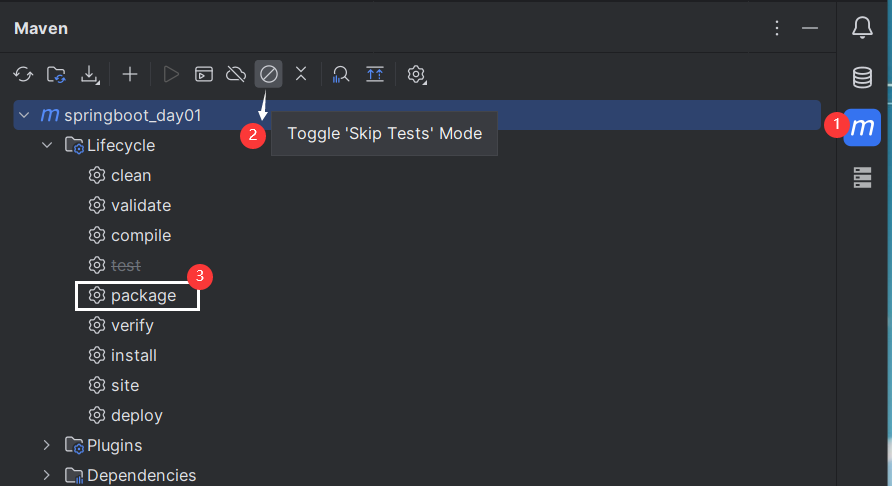 Maven
1
m springboot_day01
m
2
Toggle 'Skip Tests' Mode
Lifecycle
clean
validate
compile
test
3
package
verify
install
site
deploy
Plugins
Dependencies